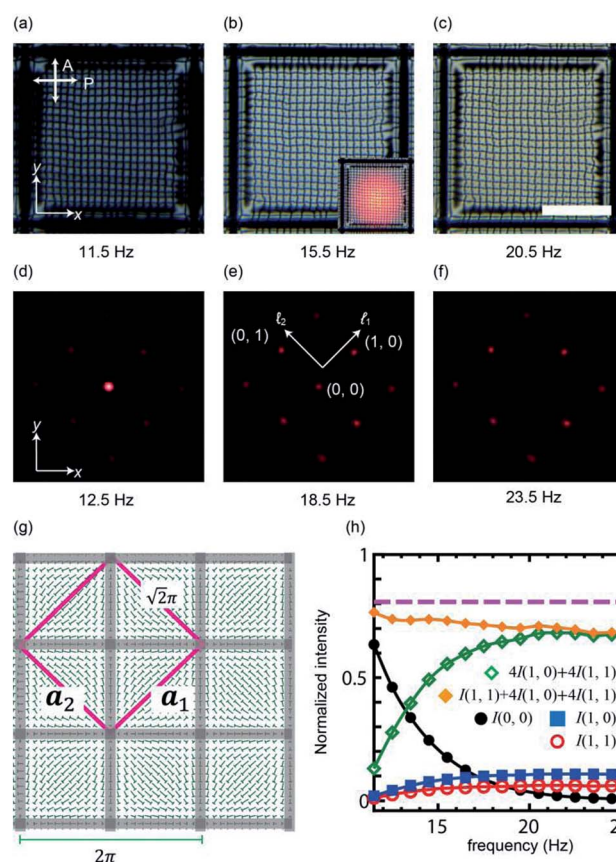 (a) (b) (c)
A
P
y
x
11.5 Hz 15.5 Hz 20.5 Hz
(d) (e) (f)
ℓ2 ℓ1
(0, 1) (1, 0)
(0, 0)
y
x
12.5 Hz 18.5 Hz 23.5 Hz
(g) (h)
√2π
a2 a1
2π
1
Normalized intensity
0.5
4I(1, 0)+4I(1, 1)
I(1, 1)+4I(1, 0)+4I(1, 1)
I(0, 0) I(1, 0)
I(1, 1)
0
15 20
frequency (Hz)